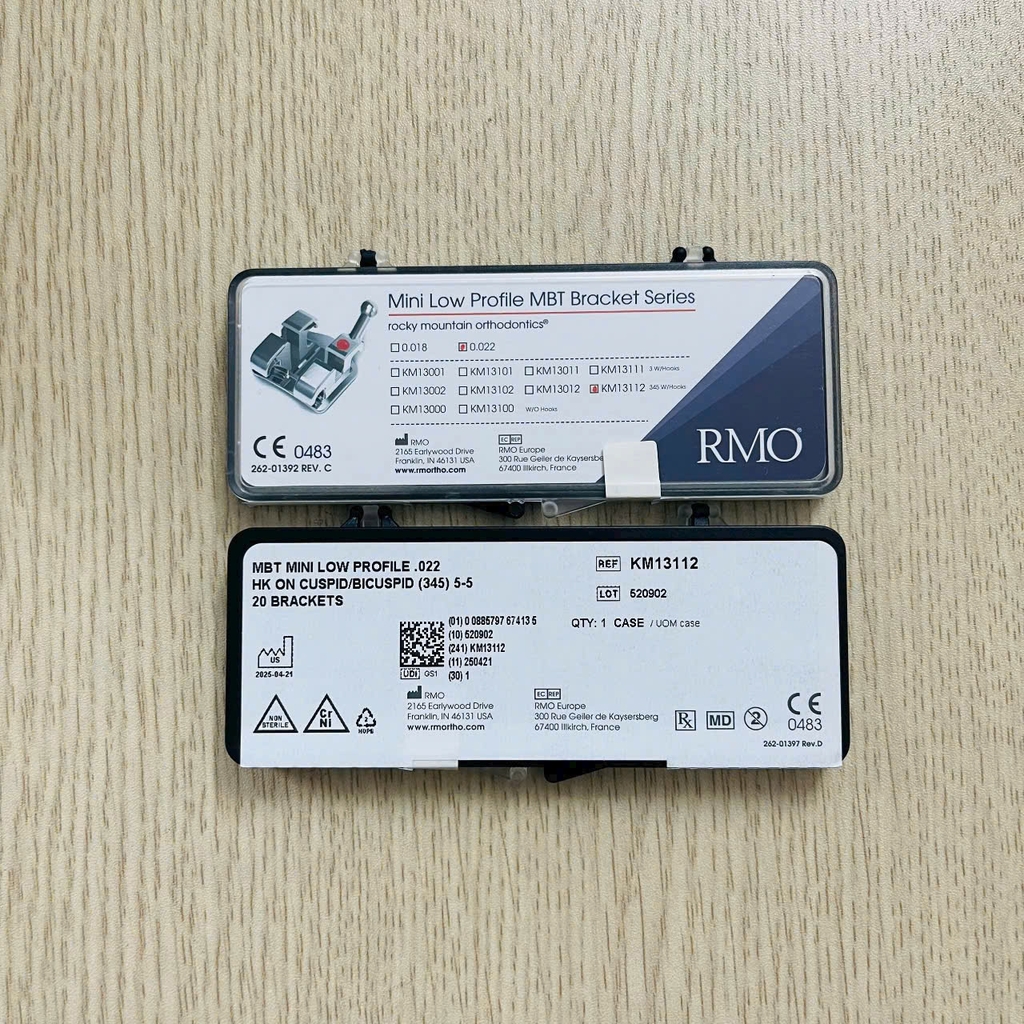 Mini Low Profile MBT Bracket Series
rocky mountain orthodontics®
0.018 0.022
KM13001 KM13101 KM13011 KM13111 3 W/Hooks
KM13002 KM13102 KM13012 KM13112 345 W/Hooks
KM13000 KM13100 W/O Hooks
CE 0483
262-01392 REV. C
RMO
2165 Earlywood Drive
Franklin, IN 46131 USA
www.rmortho.com
EC REP
RMO Europe
300 Rue Geiler de Kaysersbe
67400 Illkirch, France
RMO®
MBT MINI LOW PROFILE .022
HK ON CUSPID/BICUSPID (345) 5-5
20 BRACKETS
REF KM13112
LOT 520902
QTY: 1 CASE / UOM case
(01) 0 0885797 67413 5
(10) 520902
(241) KM13112
(11) 250421
(30) 1
UDI GS1
US
2025-04-21
NON STERILE
Cr Ni
RMO
2165 Earlywood Drive
Franklin, IN 46131 USA
www.rmortho.com
EC REP
RMO Europe
300 Rue Geiler de Kaysersberg
67400 Illkirch, France
Rx MD 2
CE
0483
262-01397 Rev.D